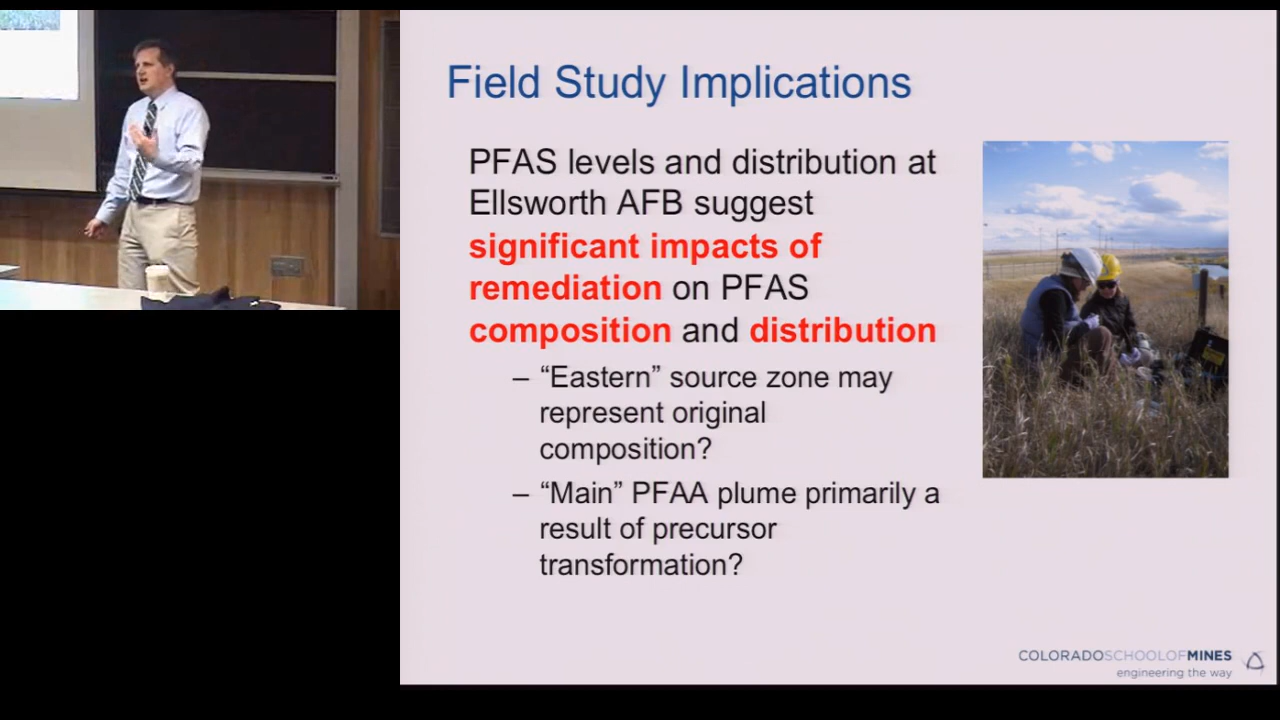 Field Study Implications
PFAS levels and distribution at
Ellsworth AFB suggest
significant impacts of
remediation on PFAS
composition and distribution
– “Eastern” source zone may
represent original
composition?
– “Main” PFAA plume primarily a
result of precursor
transformation?
COLORADOSCHOOLOFMINES
engineering the way